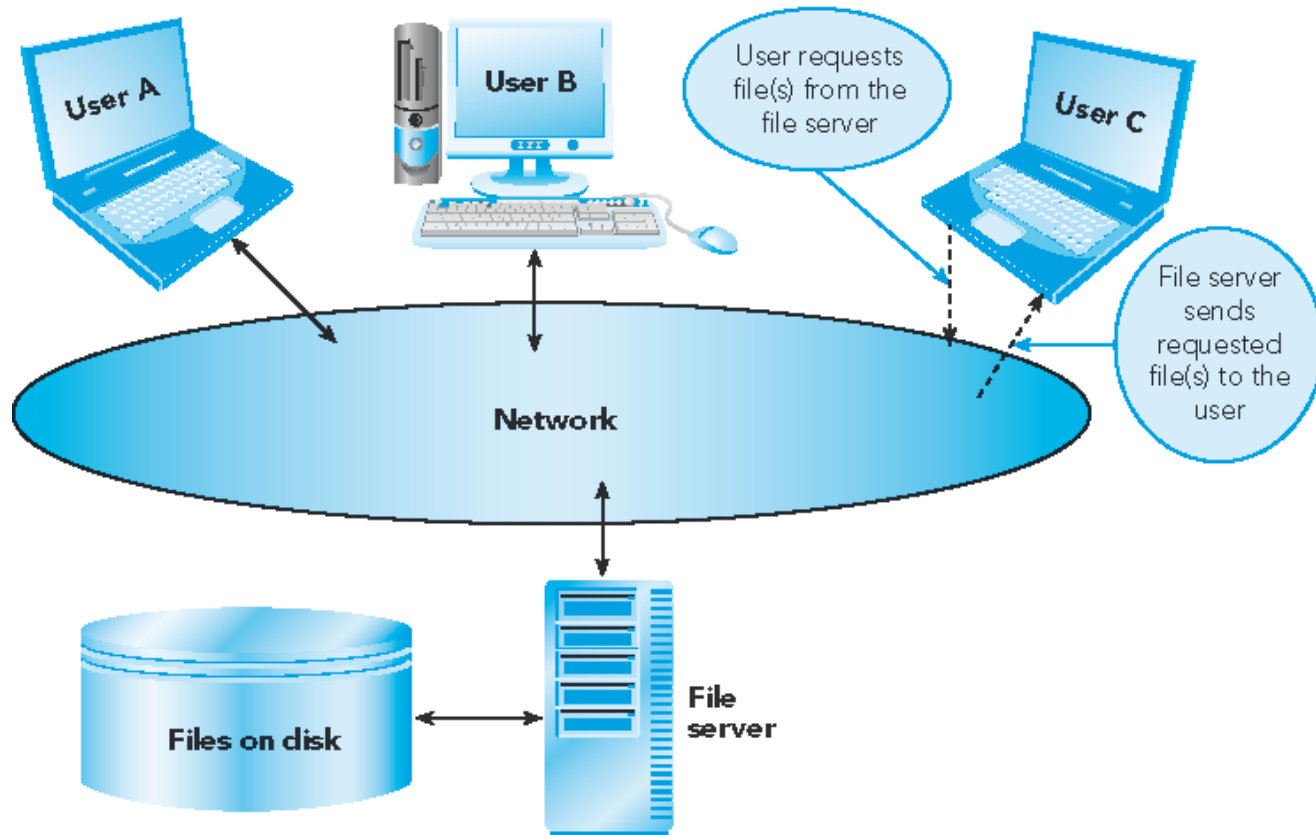 User A
User B
User requests
file(s) from the
file server
User C
File server
sends
requested
file(s) to the
user
Network
Files on disk
File
server